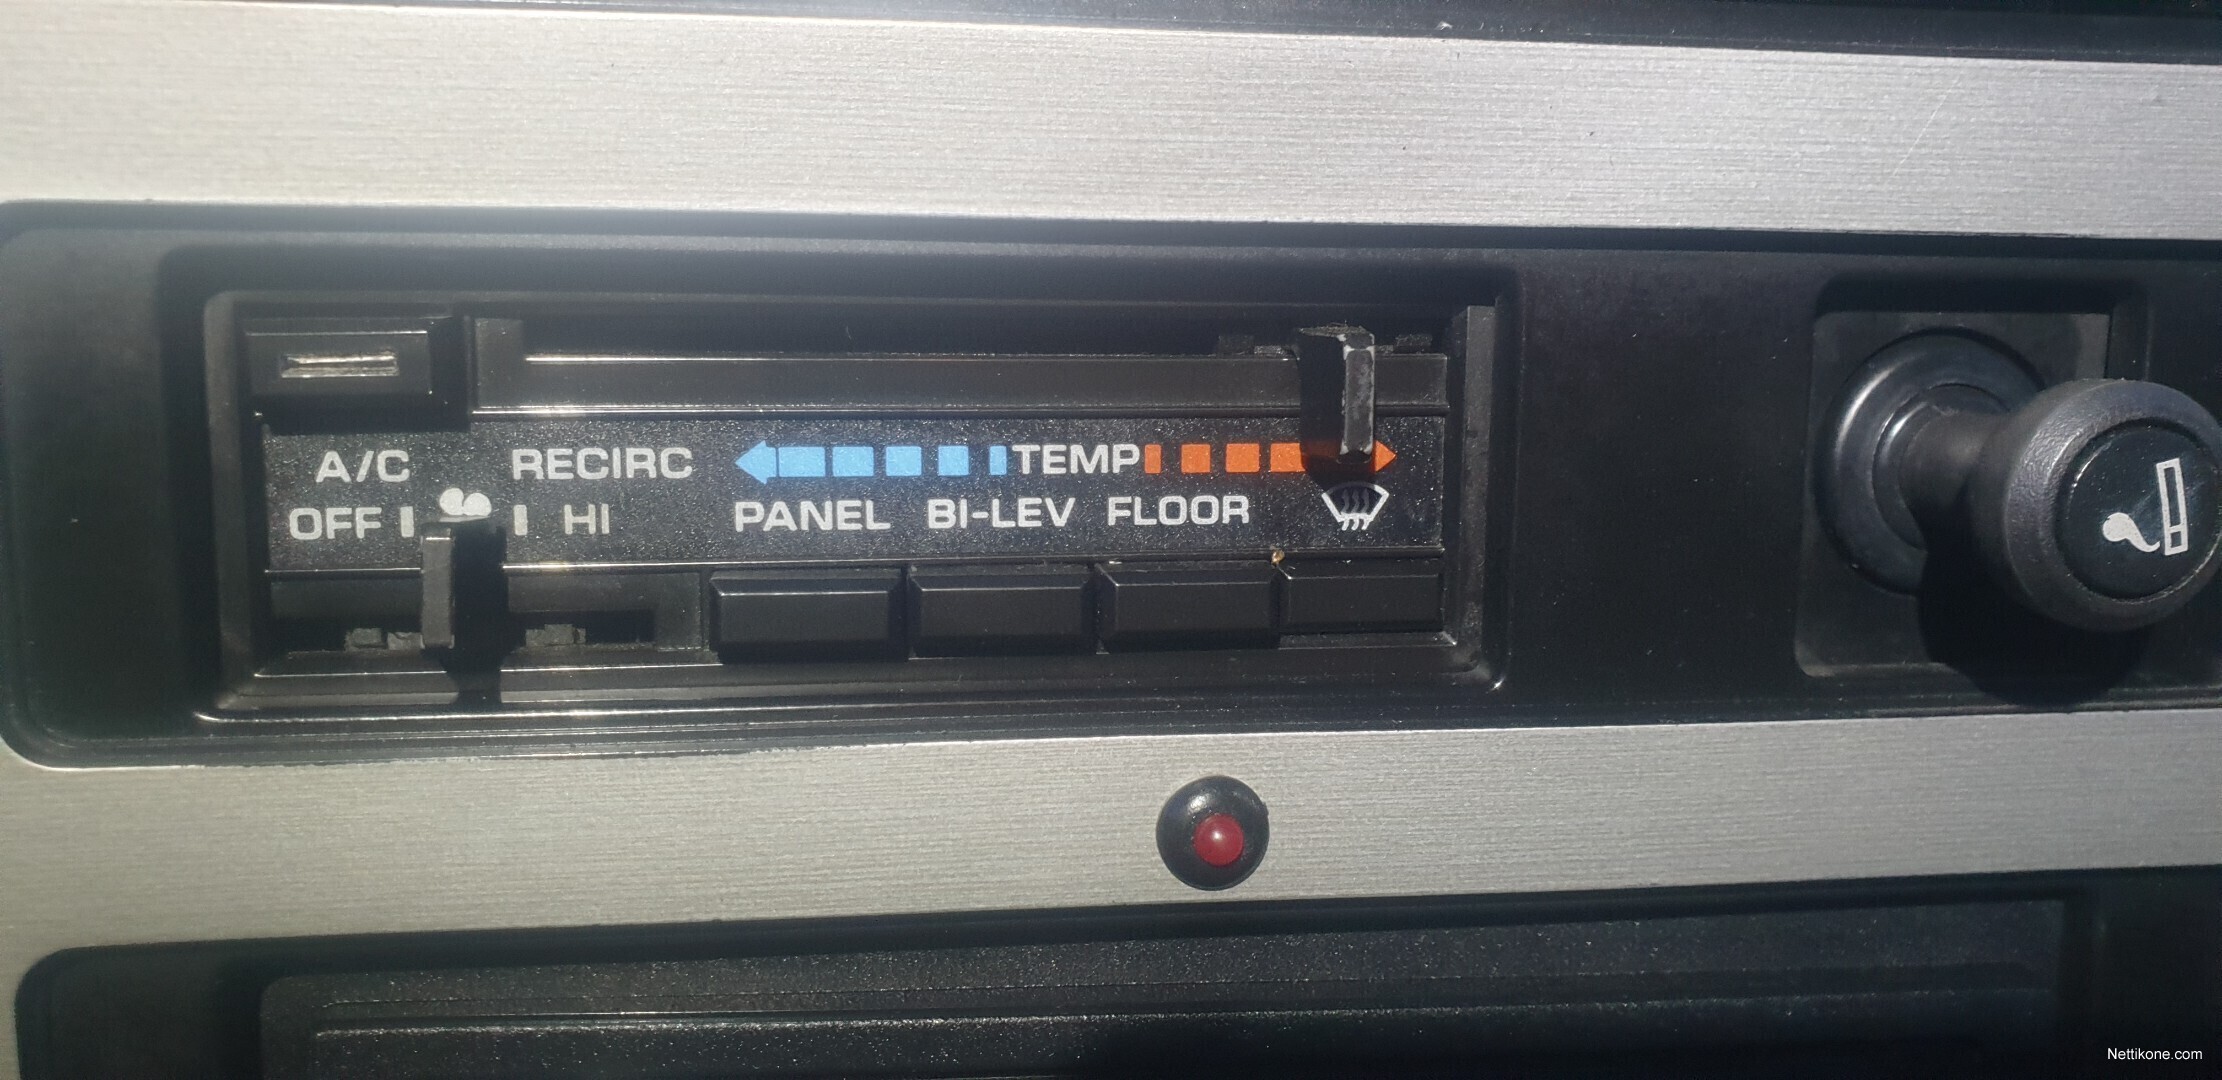 A/C RECIRC TEMP
OFF HI PANEL BI-LEV FLOOR
Nettikone.com